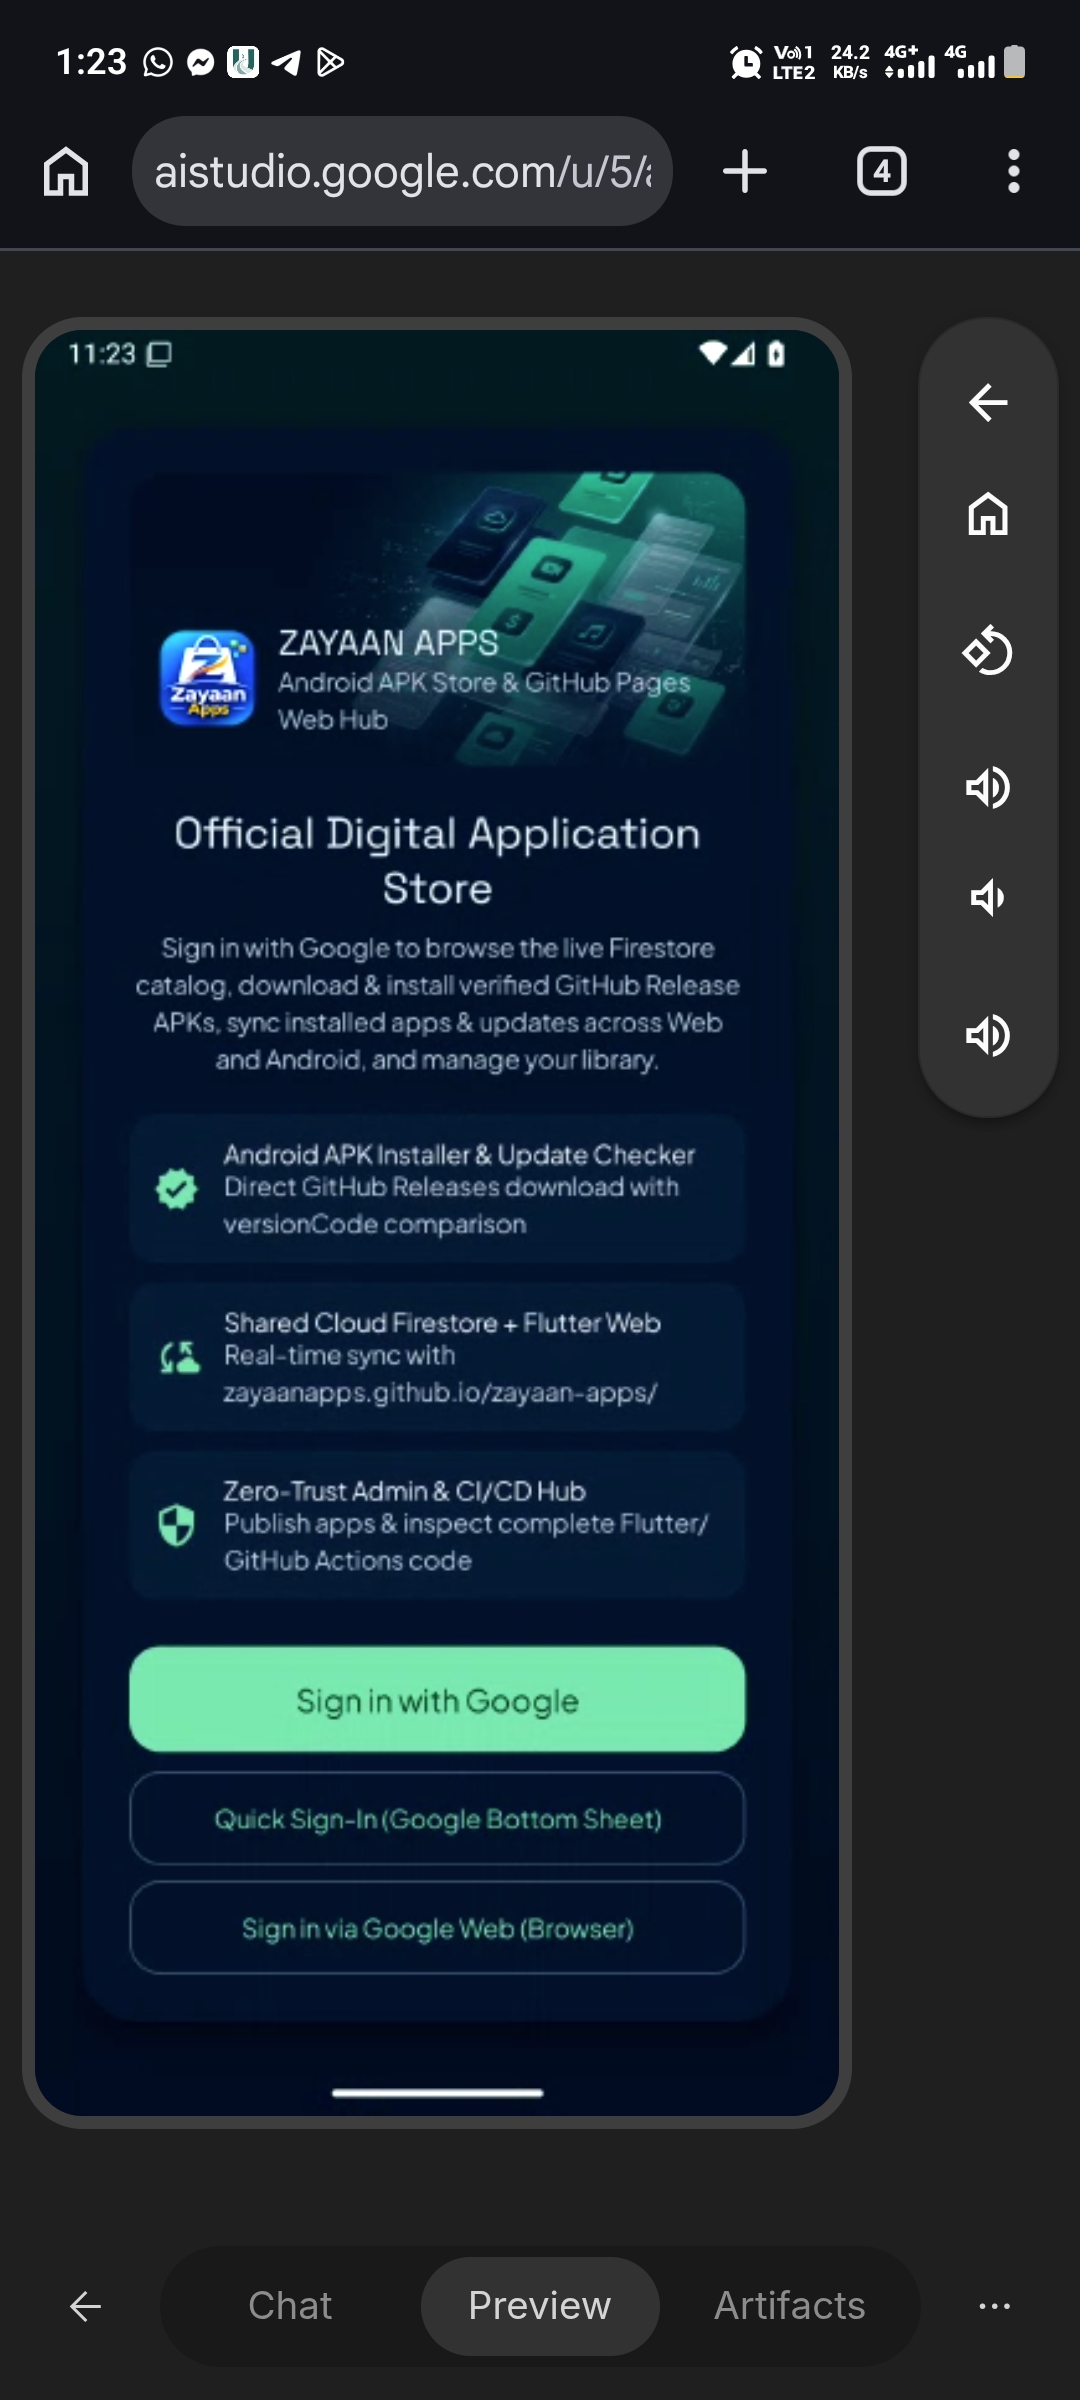 1:23
Vo)) 1
LTE2
24.2
KB/s
4G+
4G
aistudio.google.com/u/5/
4
11:23
Zayaan
Apps
ZAYAAN APPS
Android APK Store & GitHub Pages
Web Hub
Official Digital Application
Store
Sign in with Google to browse the live Firestore
catalog, download & install verified GitHub Release
APKs, sync installed apps & updates across Web
and Android, and manage your library.
Android APK Installer & Update Checker
Direct GitHub Releases download with
versionCode comparison
Shared Cloud Firestore + Flutter Web
Real-time sync with
zayaanapps.github.io/zayaan-apps/
Zero-Trust Admin & CI/CD Hub
Publish apps & inspect complete Flutter/
GitHub Actions code
Sign in with Google
Quick Sign-In (Google Bottom Sheet)
Sign in via Google Web (Browser)
Chat
Preview
Artifacts